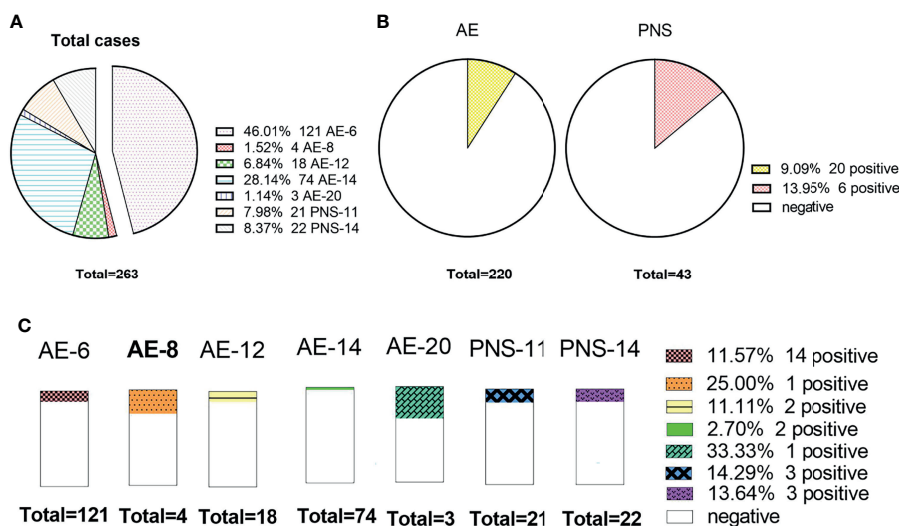 A
Total cases
46.01% 121 AE-6
1.52% 4 AE-8
6.84% 18 AE-12
28.14% 74 AE-14
1.14% 3 AE-20
7.98% 21 PNS-11
8.37% 22 PNS-14
Total=263
B
AE
PNS
9.09% 20 positive
13.95% 6 positive
negative
Total=220
Total=43
C
AE-6 AE-8 AE-12 AE-14 AE-20 PNS-11 PNS-14
11.57% 14 positive
25.00% 1 positive
11.11% 2 positive
2.70% 2 positive
33.33% 1 positive
14.29% 3 positive
13.64% 3 positive
negative
Total=121 Total=4 Total=18 Total=74 Total=3 Total=21 Total=22